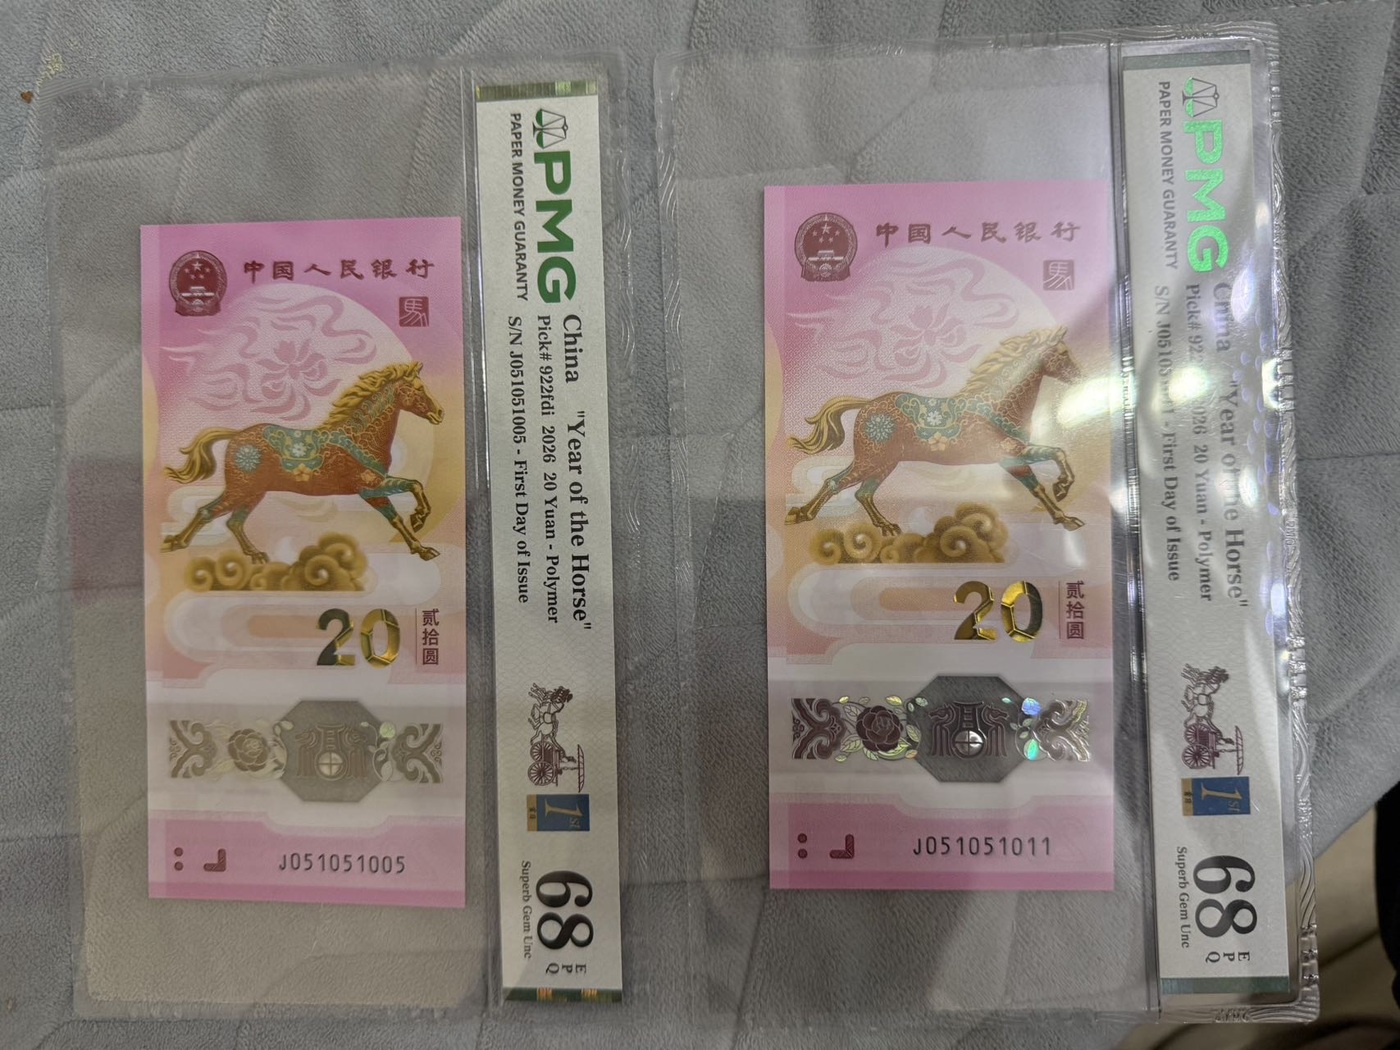 中国人民银行
馬
20
贰拾圆
J051051005
PMG
PAPER MONEY GUARANTY
China "Year of the Horse"
Pick# 922fdi 2026 20 Yuan - Polymer
S/N J051051005 - First Day of Issue
1st
68
EPQ
Superb Gem Unc
中国人民银行
馬
20
贰拾圆
J051051011
PMG
PAPER MONEY GUARANTY
China "Year of the Horse"
Pick# 2026 20 Yuan - Polymer
S/N - First Day of Issue
1st
68
EPQ
Superb Gem Unc